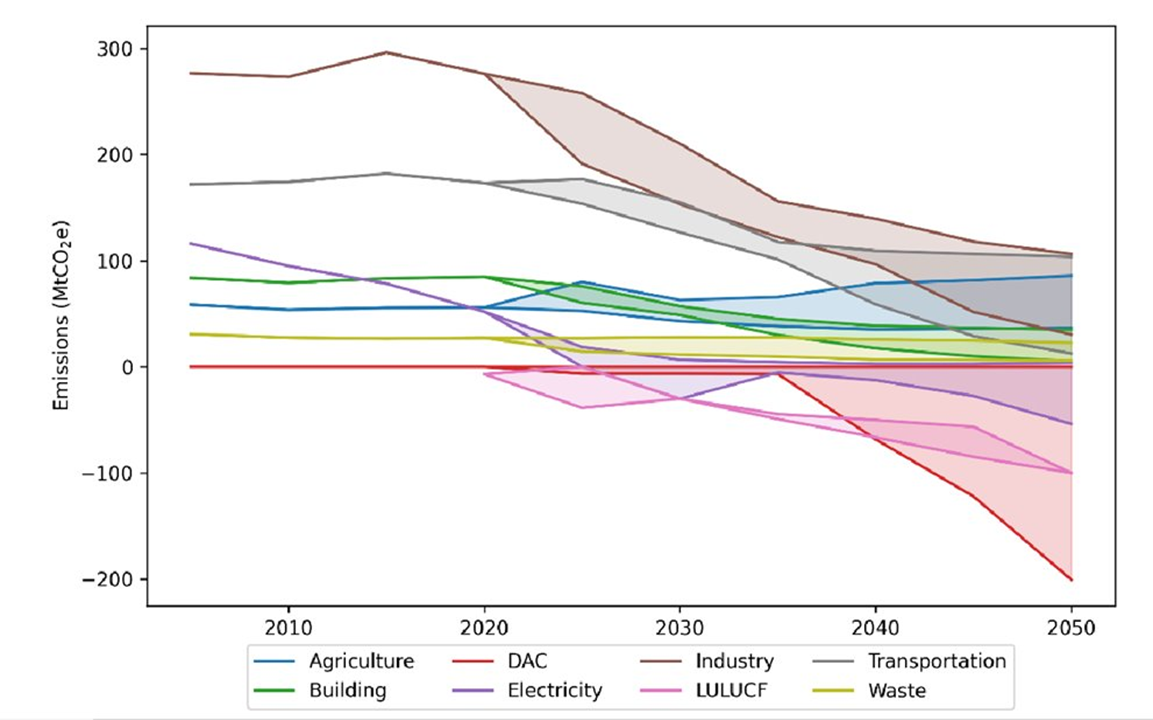 Emissions (MtCO₂e)
300
200
100
0
−100
−200
2010 2020 2030 2040 2050
Agriculture DAC Industry Transportation
Building Electricity LULUCF Waste